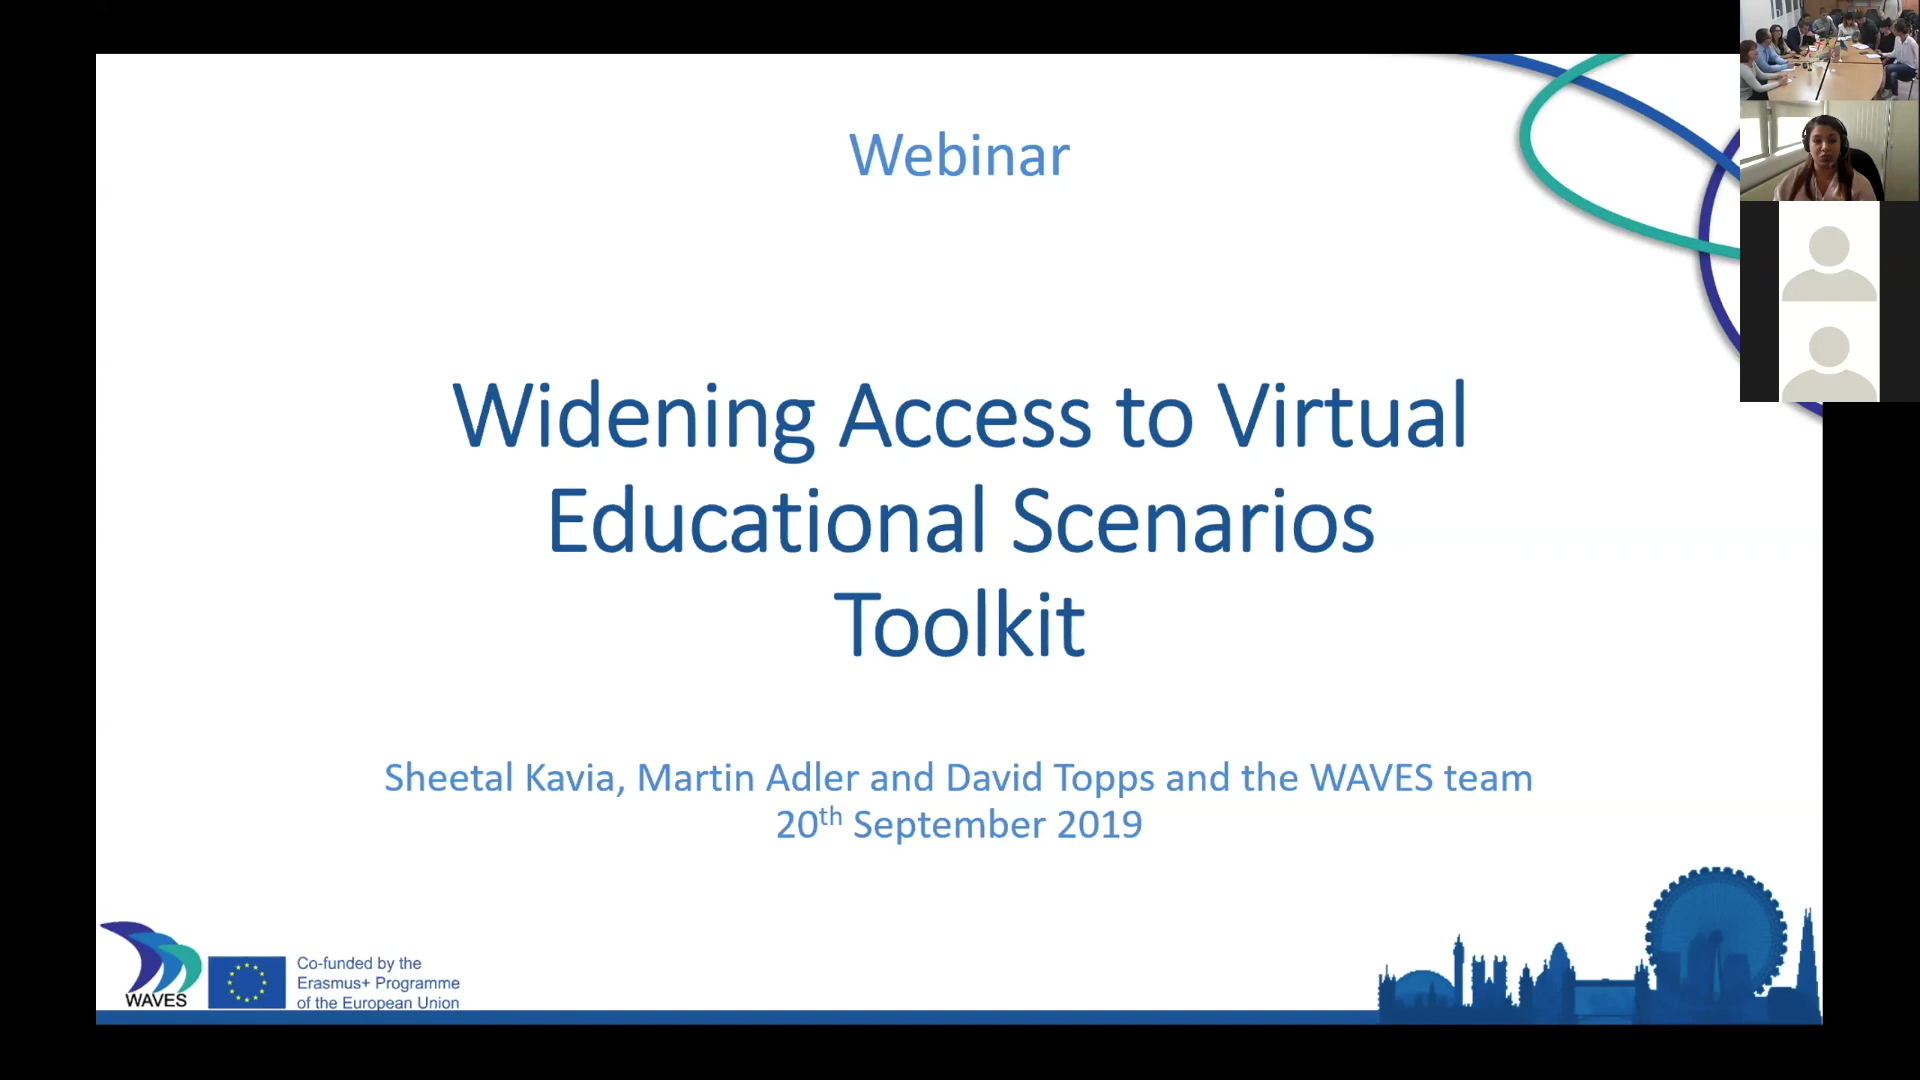 Webinar
Widening Access to Virtual
Educational Scenarios
Toolkit
Sheetal Kavia, Martin Adler and David Topps and the WAVES team
20th September 2019
WAVES
Co-funded by the
Erasmus+ Programme
of the European Union